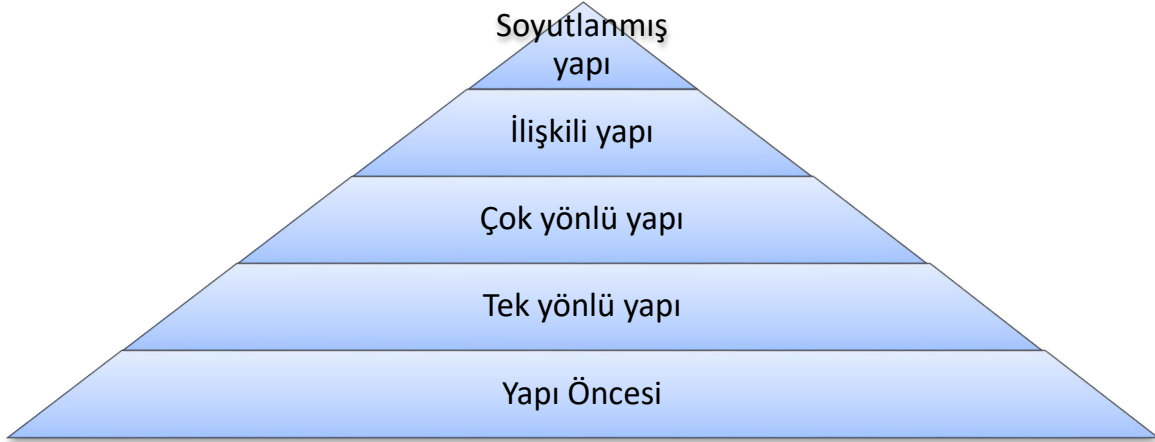 Soyutlanmış
yapı
İlişkili yapı
Çok yönlü yapı
Tek yönlü yapı
Yapı Öncesi